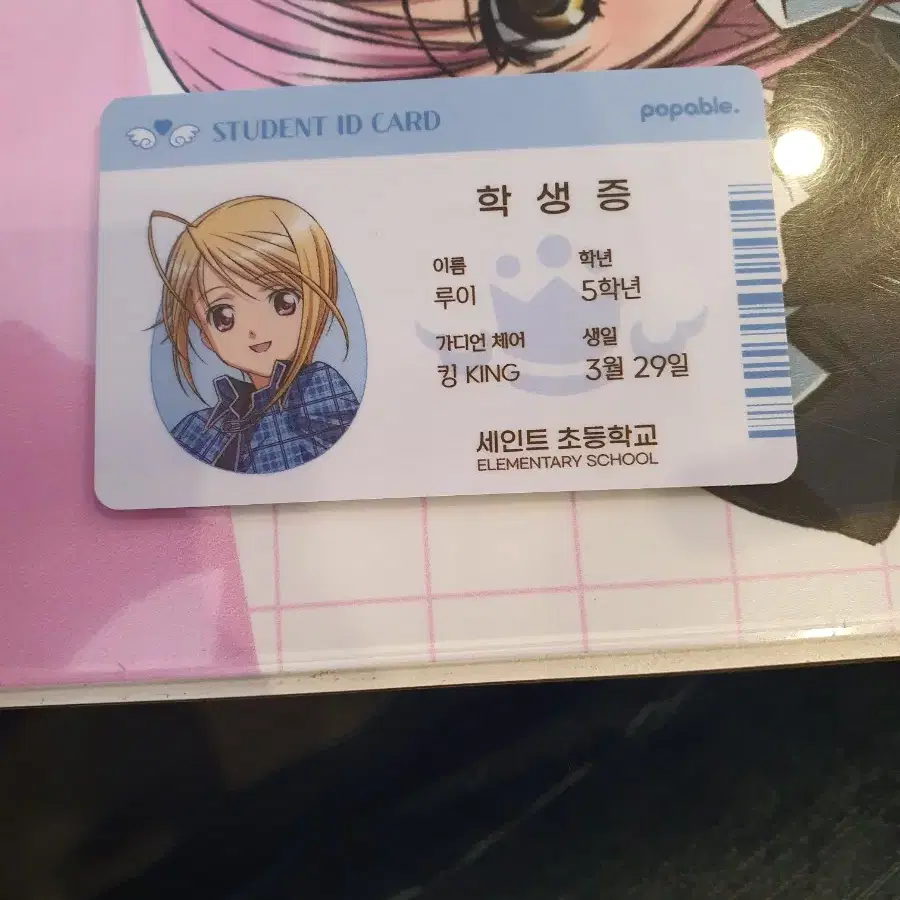 STUDENT ID CARD
popable.
학 생 증
이름
루이
학년
5학년
가디언 체어
킹 KING
생일
3월 29일
세인트 초등학교
ELEMENTARY SCHOOL